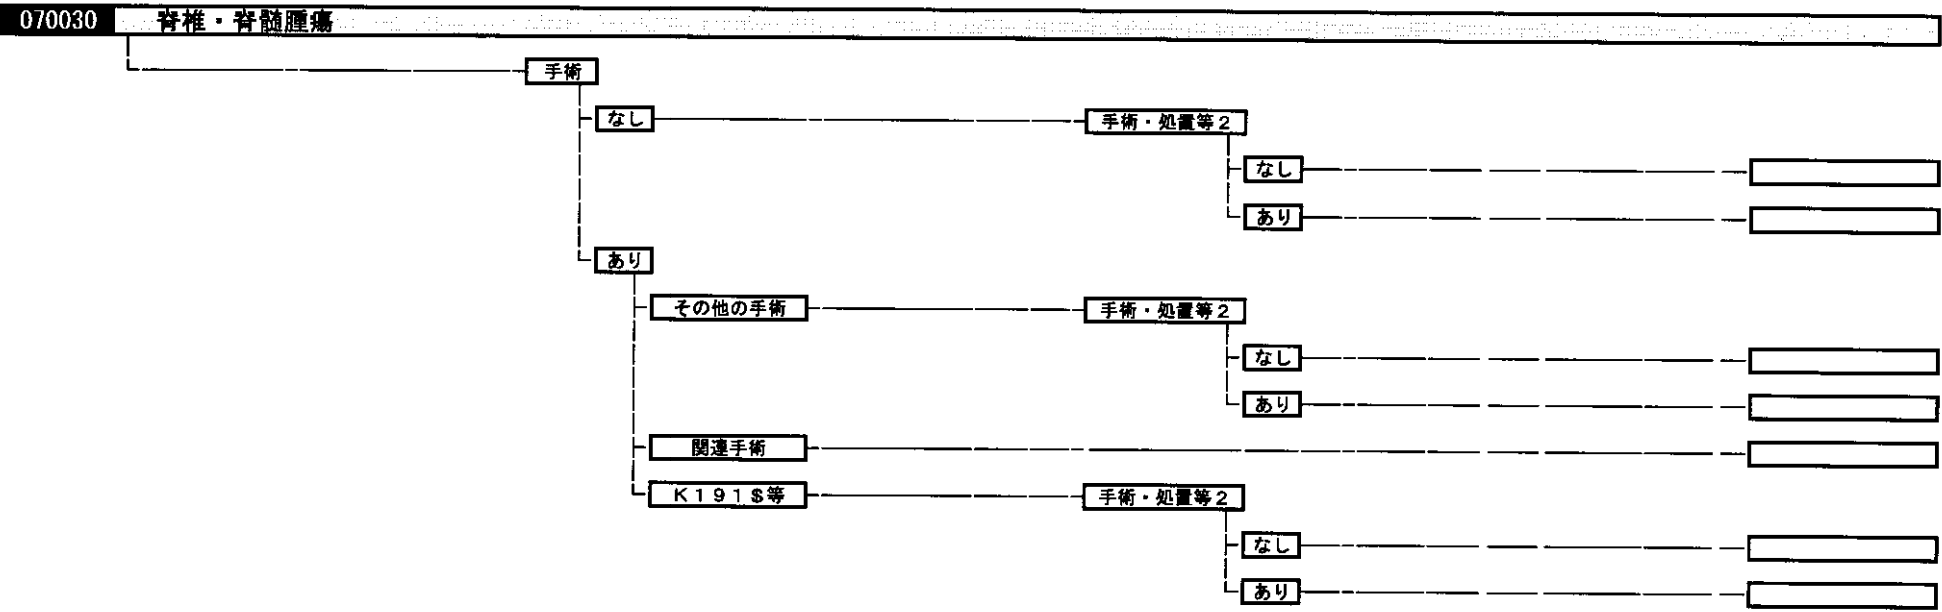 070030 脊椎・脊髄腫瘍
手術
なし 手術・処置等２
なし
あり
あり
その他の手術 手術・処置等２
なし
あり
関連手術
Ｋ１９１＄等 手術・処置等２
なし
あり